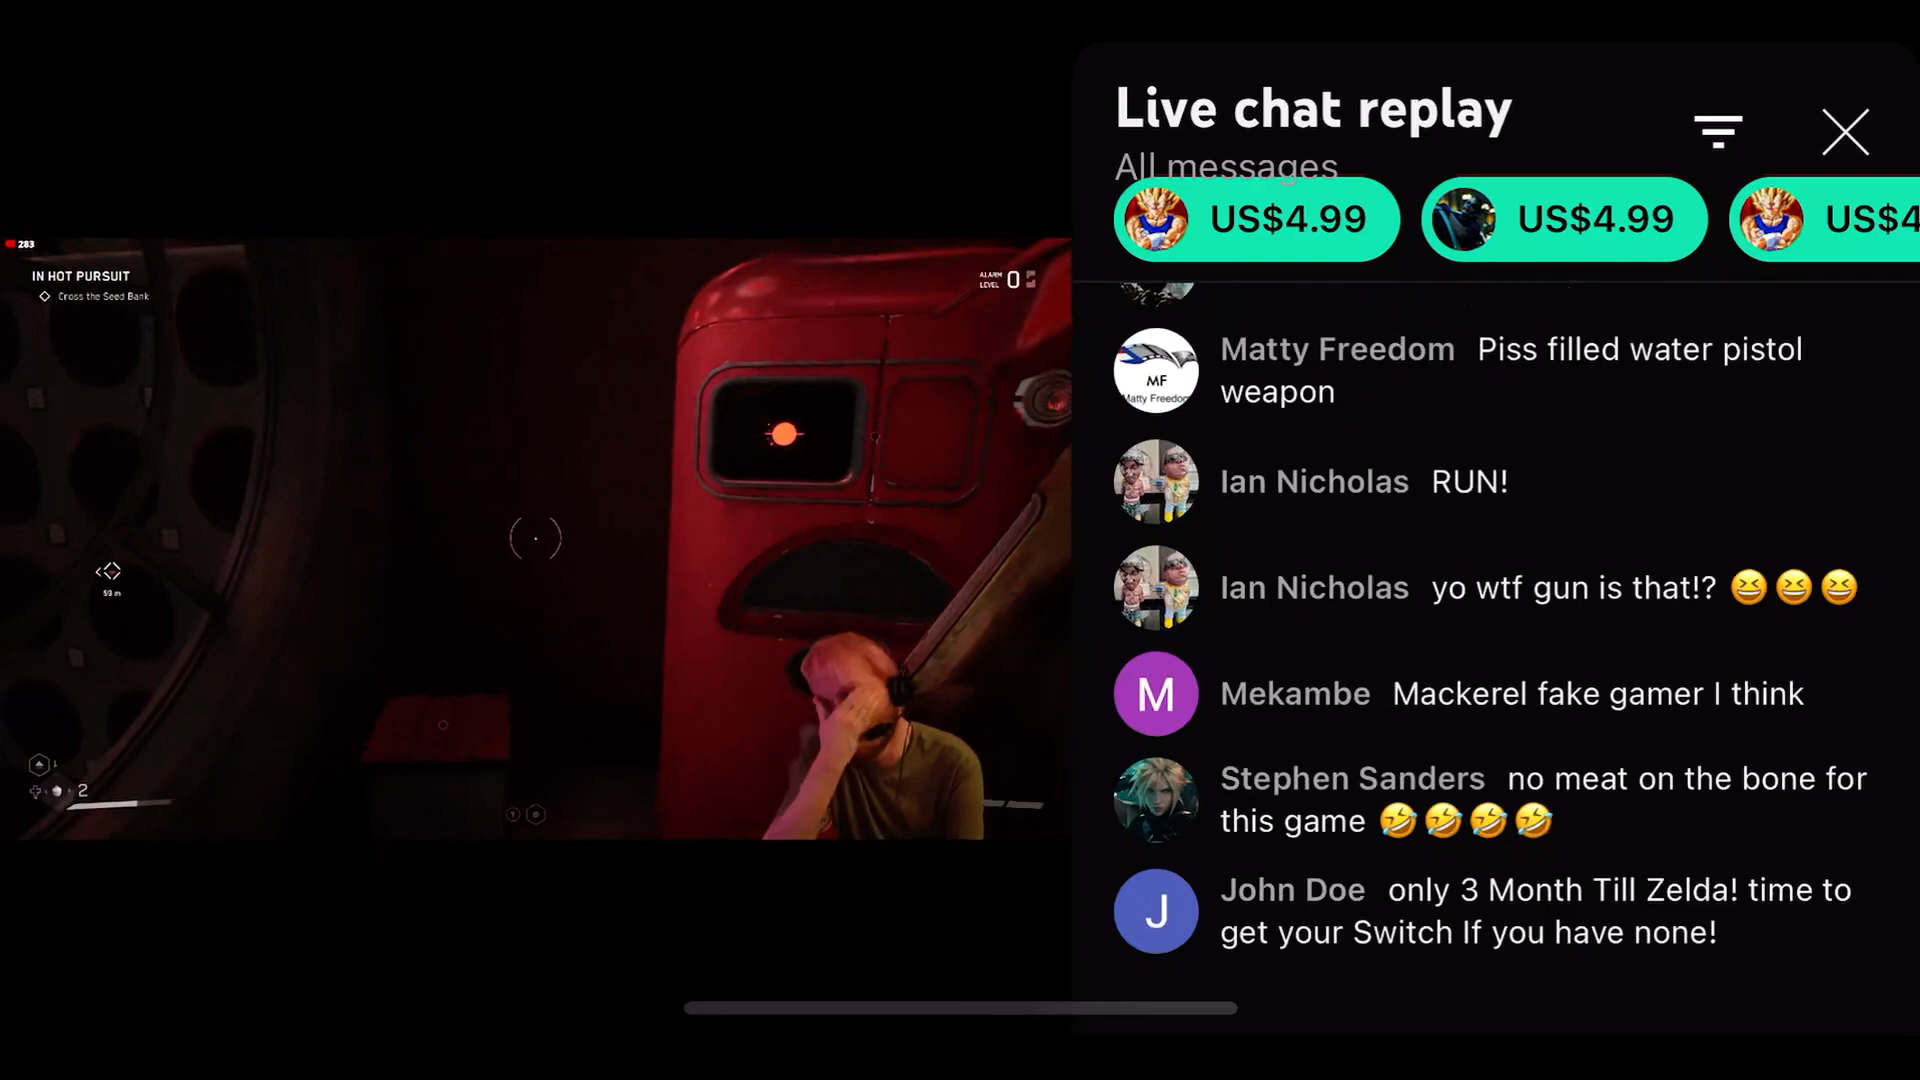 283
IN HOT PURSUIT
Cross the Seed Bank
ALARM
LEVEL 0
59 m
1
2
Y
Live chat replay
All messages
US$4.99
US$4.99
US$4
MF
Matty Freedom
Matty Freedom Piss filled water pistol
weapon
Ian Nicholas RUN!
Ian Nicholas yo wtf gun is that!? 😆😆😆
M
Mekambe Mackerel fake gamer I think
Stephen Sanders no meat on the bone for
this game 🤣🤣🤣🤣
J
John Doe only 3 Month Till Zelda! time to
get your Switch If you have none!